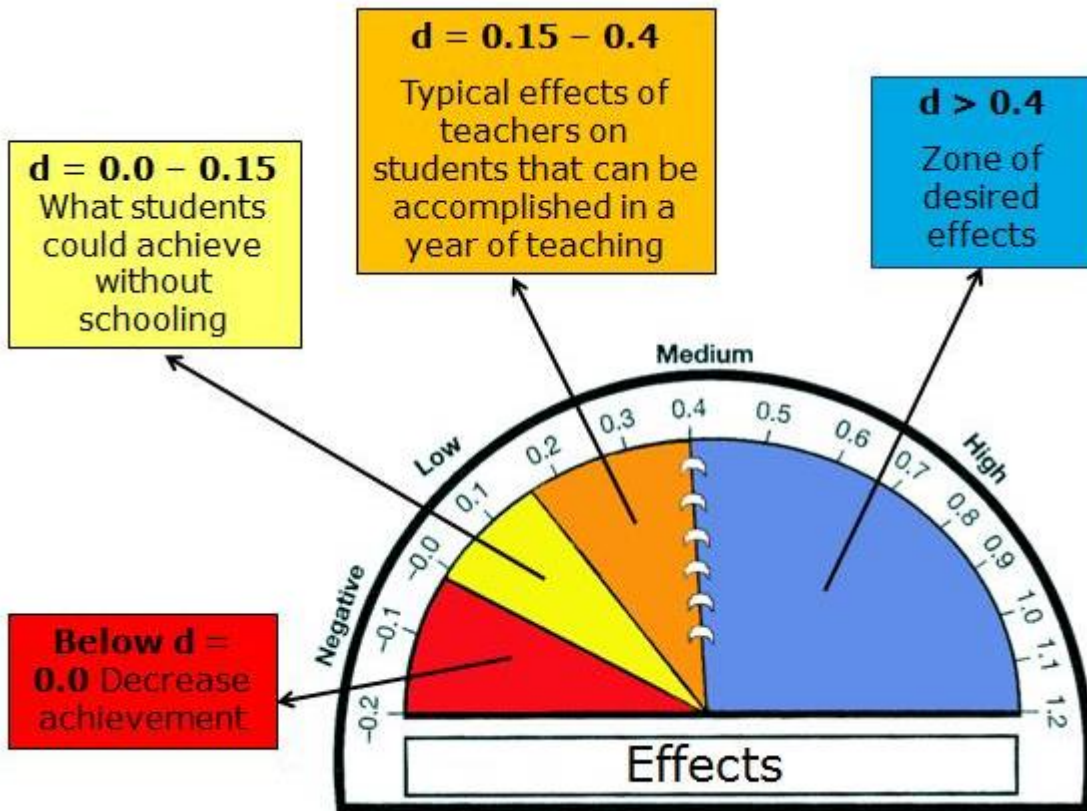 d = 0.15 – 0.4
Typical effects of
teachers on
students that can be
accomplished in a
year of teaching
d > 0.4
Zone of
desired
effects
d = 0.0 – 0.15
What students
could achieve
without
schooling
Below d =
0.0 Decrease
achievement
Negative
Low
Medium
High
–0.2
–0.1
–0.0
0.1
0.2
0.3
0.4
0.5
0.6
0.7
0.8
0.9
1.0
1.1
1.2
Effects